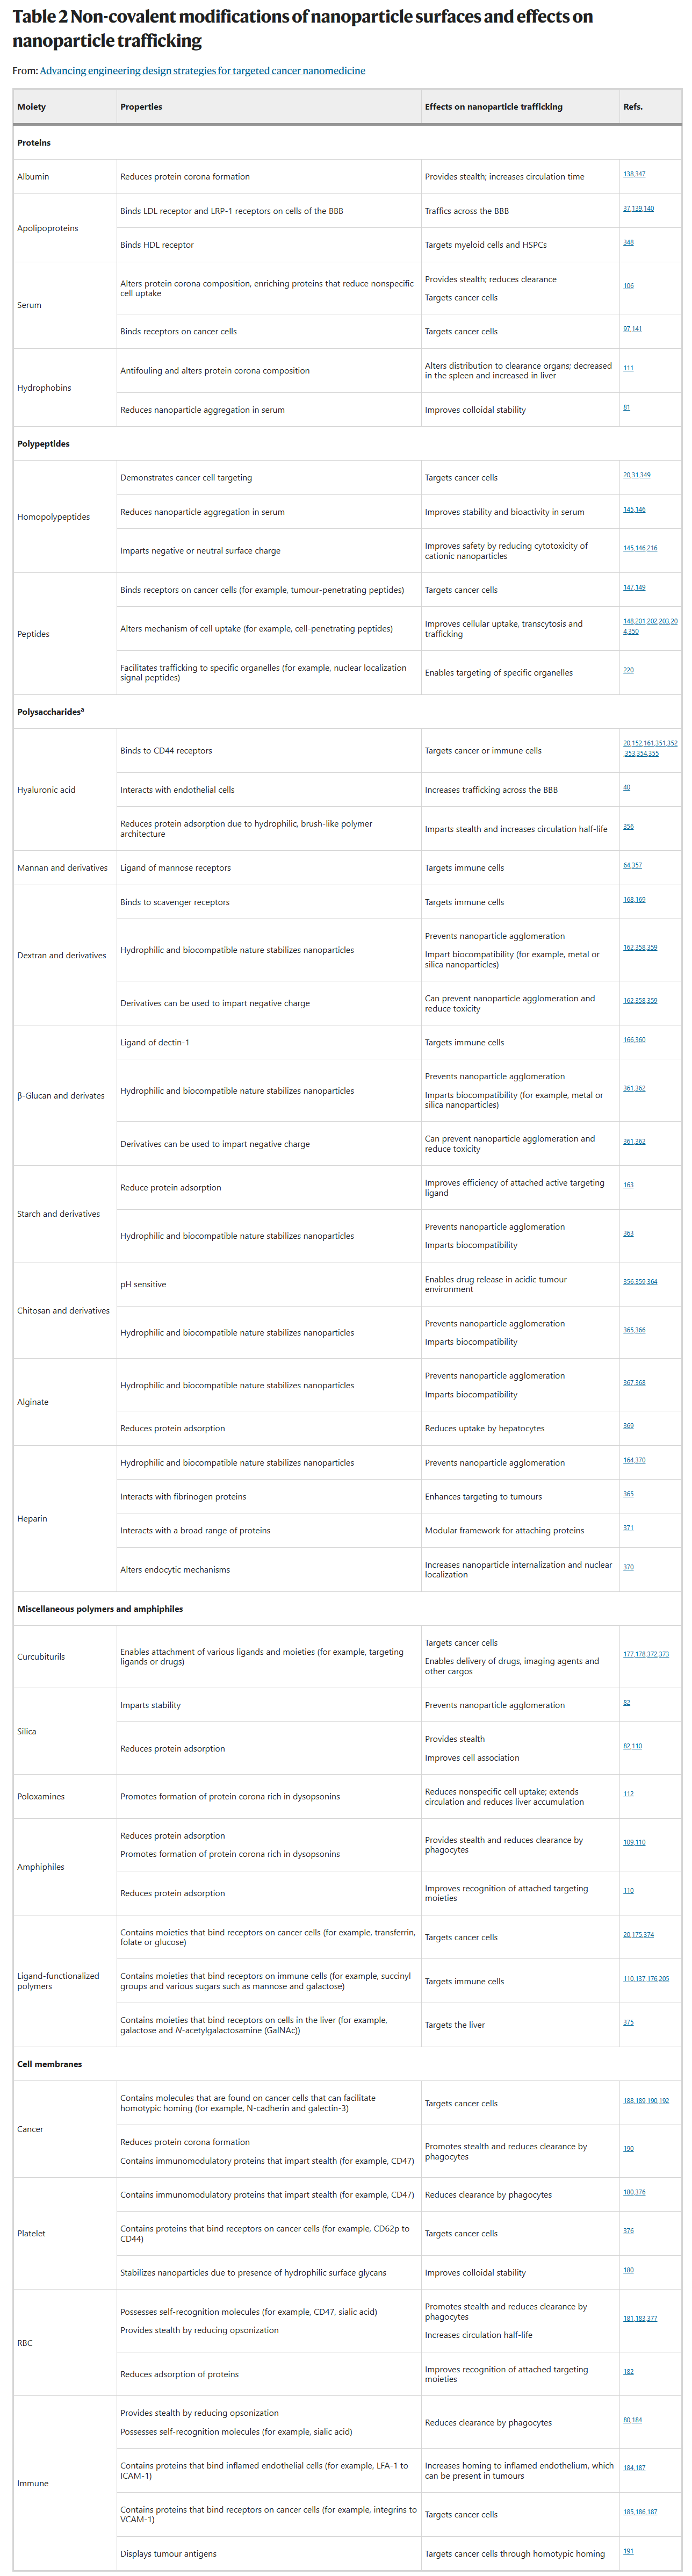 Table 2 Non-covalent modifications of nanoparticle surfaces and effects on
nanoparticle trafficking
From: Advancing engineering design strategies for targeted cancer nanomedicine
Moiety Properties Effects on nanoparticle trafficking Refs.
Proteins
Albumin Reduces protein corona formation Provides stealth; increases circulation time 138,347
Apolipoproteins
Binds LDL receptor and LRP-1 receptors on cells of the BBB Traffics across the BBB 37,139,140
Binds HDL receptor Targets myeloid cells and HSPCs 348
Serum
Alters protein corona composition, enriching proteins that reduce nonspecific
cell uptake
Provides stealth; reduces clearance
Targets cancer cells
106
Binds receptors on cancer cells Targets cancer cells 97,141
Hydrophobins
Antifouling and alters protein corona composition
Alters distribution to clearance organs; decreased
in the spleen and increased in liver
111
Reduces nanoparticle aggregation in serum Improves colloidal stability 81
Polypeptides
Homopolypeptides
Demonstrates cancer cell targeting Targets cancer cells 20,31,349
Reduces nanoparticle aggregation in serum Improves stability and bioactivity in serum 145,146
Imparts negative or neutral surface charge
Improves safety by reducing cytotoxicity of
cationic nanoparticles
145,146,216
Peptides
Binds receptors on cancer cells (for example, tumour-penetrating peptides) Targets cancer cells 147,149
Alters mechanism of cell uptake (for example, cell-penetrating peptides)
Improves cellular uptake, transcytosis and
trafficking
148,201,202,203,20
4,350
Facilitates trafficking to specific organelles (for example, nuclear localization
signal peptides)
Enables targeting of specific organelles 220
Polysaccharidesa
Hyaluronic acid
Binds to CD44 receptors Targets cancer or immune cells
20,152,161,351,352
,353,354,355
Interacts with endothelial cells Increases trafficking across the BBB 40
Reduces protein adsorption due to hydrophilic, brush-like polymer
architecture
Imparts stealth and increases circulation half-life 356
Mannan and derivatives Ligand of mannose receptors Targets immune cells 64,357
Dextran and derivatives
Binds to scavenger receptors Targets immune cells 168,169
Hydrophilic and biocompatible nature stabilizes nanoparticles
Prevents nanoparticle agglomeration
Impart biocompatibility (for example, metal or
silica nanoparticles)
162,358,359
Derivatives can be used to impart negative charge
Can prevent nanoparticle agglomeration and
reduce toxicity
162,358,359
β-Glucan and derivates
Ligand of dectin-1 Targets immune cells 166,360
Hydrophilic and biocompatible nature stabilizes nanoparticles
Prevents nanoparticle agglomeration
Imparts biocompatibility (for example, metal or
silica nanoparticles)
361,362
Derivatives can be used to impart negative charge
Can prevent nanoparticle agglomeration and
reduce toxicity
361,362
Starch and derivatives
Reduce protein adsorption
Improves efficiency of attached active targeting
ligand
163
Hydrophilic and biocompatible nature stabilizes nanoparticles
Prevents nanoparticle agglomeration
Imparts biocompatibility
363
Chitosan and derivatives
pH sensitive
Enables drug release in acidic tumour
environment
356,359,364
Hydrophilic and biocompatible nature stabilizes nanoparticles
Prevents nanoparticle agglomeration
Imparts biocompatibility
365,366
Alginate
Hydrophilic and biocompatible nature stabilizes nanoparticles
Prevents nanoparticle agglomeration
Imparts biocompatibility
367,368
Reduces protein adsorption Reduces uptake by hepatocytes 369
Heparin
Hydrophilic and biocompatible nature stabilizes nanoparticles Prevents nanoparticle agglomeration 164,370
Interacts with fibrinogen proteins Enhances targeting to tumours 365
Interacts with a broad range of proteins Modular framework for attaching proteins 371
Alters endocytic mechanisms
Increases nanoparticle internalization and nuclear
localization
370
Miscellaneous polymers and amphiphiles
Curcubiturils
Enables attachment of various ligands and moieties (for example, targeting
ligands or drugs)
Targets cancer cells
Enables delivery of drugs, imaging agents and
other cargos
177,178,372,373
Silica
Imparts stability Prevents nanoparticle agglomeration 82
Reduces protein adsorption
Provides stealth
Improves cell association
82,110
Poloxamines Promotes formation of protein corona rich in dysopsonins
Reduces nonspecific cell uptake; extends
circulation and reduces liver accumulation
112
Amphiphiles
Reduces protein adsorption
Promotes formation of protein corona rich in dysopsonins
Provides stealth and reduces clearance by
phagocytes
109,110
Reduces protein adsorption
Improves recognition of attached targeting
moieties
110
Ligand-functionalized
polymers
Contains moieties that bind receptors on cancer cells (for example, transferrin,
folate or glucose)
Targets cancer cells 20,175,374
Contains moieties that bind receptors on immune cells (for example, succinyl
groups and various sugars such as mannose and galactose)
Targets immune cells 110,137,176,205
Contains moieties that bind receptors on cells in the liver (for example,
galactose and N-acetylgalactosamine (GalNAc))
Targets the liver 375
Cell membranes
Cancer
Contains molecules that are found on cancer cells that can facilitate
homotypic homing (for example, N-cadherin and galectin-3)
Targets cancer cells 188,189,190,192
Reduces protein corona formation
Contains immunomodulatory proteins that impart stealth (for example, CD47)
Promotes stealth and reduces clearance by
phagocytes
190
Platelet
Contains immunomodulatory proteins that impart stealth (for example, CD47) Reduces clearance by phagocytes 180,376
Contains proteins that bind receptors on cancer cells (for example, CD62p to
CD44)
Targets cancer cells 376
Stabilizes nanoparticles due to presence of hydrophilic surface glycans Improves colloidal stability 180
RBC
Possesses self-recognition molecules (for example, CD47, sialic acid)
Provides stealth by reducing opsonization
Promotes stealth and reduces clearance by
phagocytes
Increases circulation half-life
181,183,377
Reduces adsorption of proteins
Improves recognition of attached targeting
moieties
182
Immune
Provides stealth by reducing opsonization
Possesses self-recognition molecules (for example, sialic acid)
Reduces clearance by phagocytes 80,184
Contains proteins that bind inflamed endothelial cells (for example, LFA-1 to
ICAM-1)
Increases homing to inflamed endothelium, which
can be present in tumours
184,187
Contains proteins that bind receptors on cancer cells (for example, integrins to
VCAM-1)
Targets cancer cells 185,186,187
Displays tumour antigens Targets cancer cells through homotypic homing 191